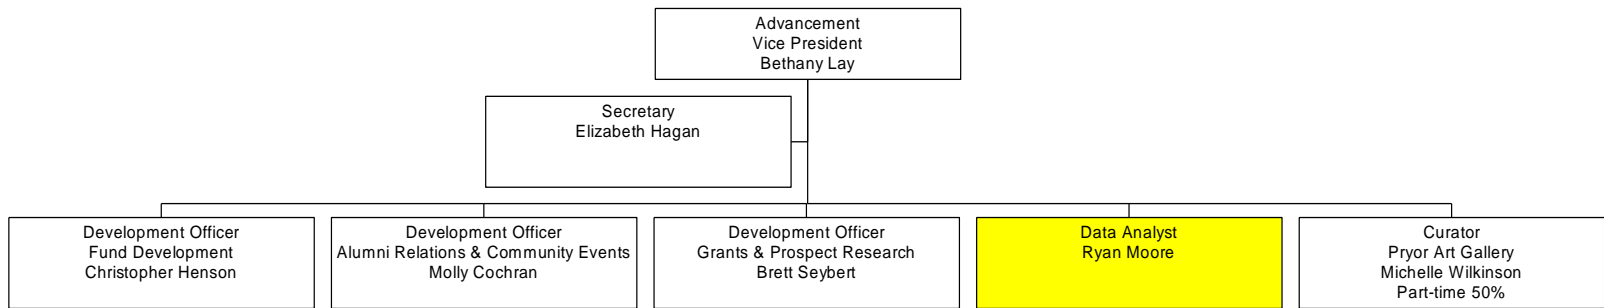 Advancement
Vice President
Bethany Lay
Secretary
Elizabeth Hagan
Development Officer
Fund Development
Christopher Henson
Development Officer
Alumni Relations & Community Events
Molly Cochran
Development Officer
Grants & Prospect Research
Brett Seybert
Data Analyst
Ryan Moore
Curator
Pryor Art Gallery
Michelle Wilkinson
Part-time 50%